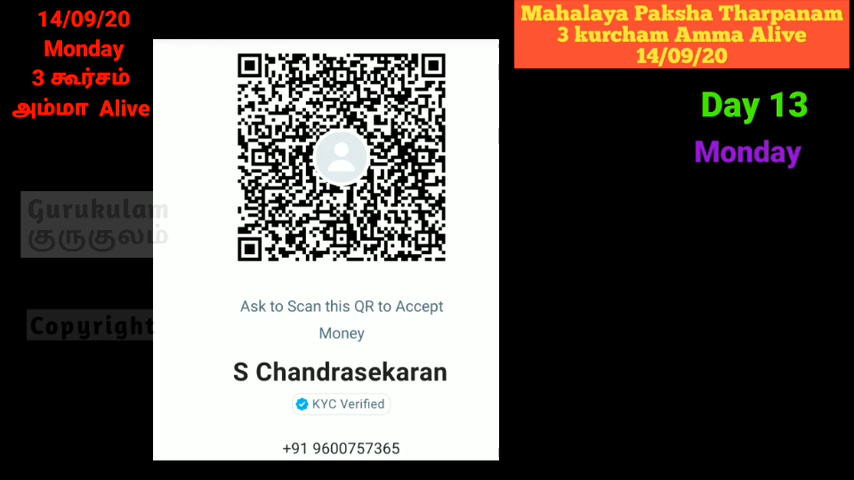 14/09/20
Monday
3 கூர்சம்
அம்மா Alive
Mahalaya Paksha Tharpanam
3 kurcham Amma Alive
14/09/20
Day 13
Monday
Gurukulam
குருகுலம்
Copyright
Ask to Scan this QR to Accept
Money
S Chandrasekaran
KYC Verified
+91 9600757365